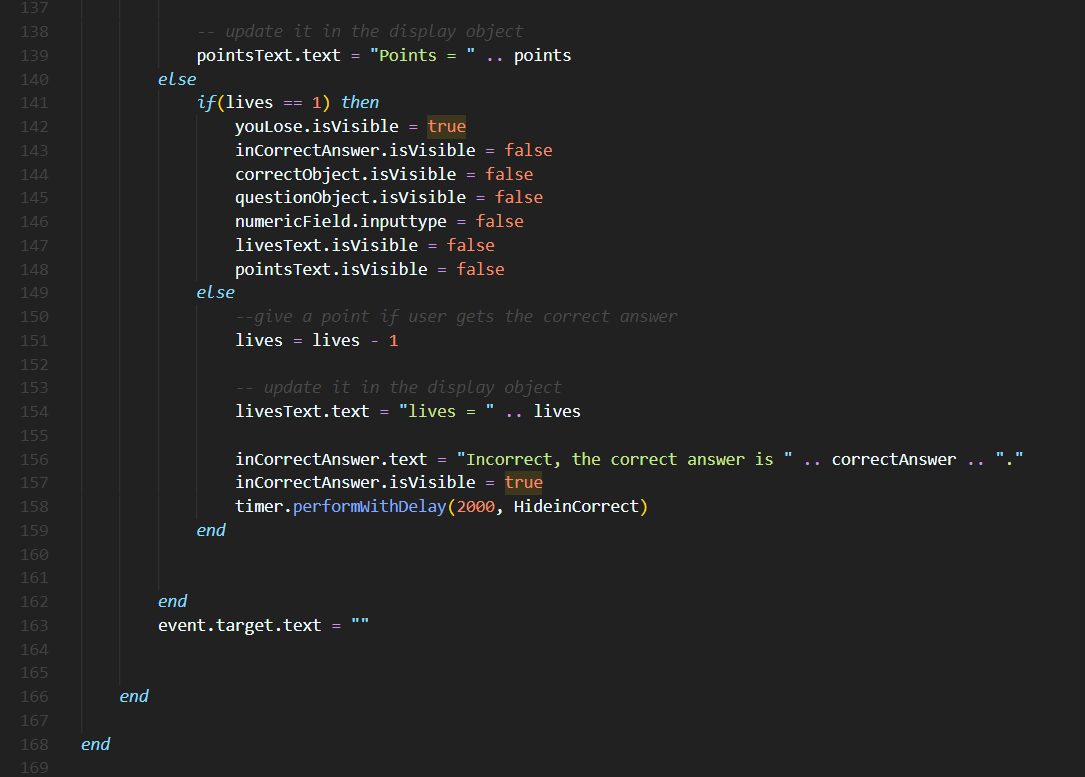 137
138 -- update it in the display object
139 pointsText.text = "Points = " .. points
140 else
141 if(lives == 1) then
142 youLose.isVisible = true
143 inCorrectAnswer.isVisible = false
144 correctObject.isVisible = false
145 questionObject.isVisible = false
146 numericField.inputtype = false
147 livesText.isVisible = false
148 pointsText.isVisible = false
149 else
150 --give a point if user gets the correct answer
151 lives = lives - 1
152
153 -- update it in the display object
154 livesText.text = "lives = " .. lives
155
156 inCorrectAnswer.text = "Incorrect, the correct answer is " .. correctAnswer .. "."
157 inCorrectAnswer.isVisible = true
158 timer.performWithDelay(2000, HideinCorrect)
159 end
160
161
162 end
163 event.target.text = ""
164
165
166 end
167
168 end
169